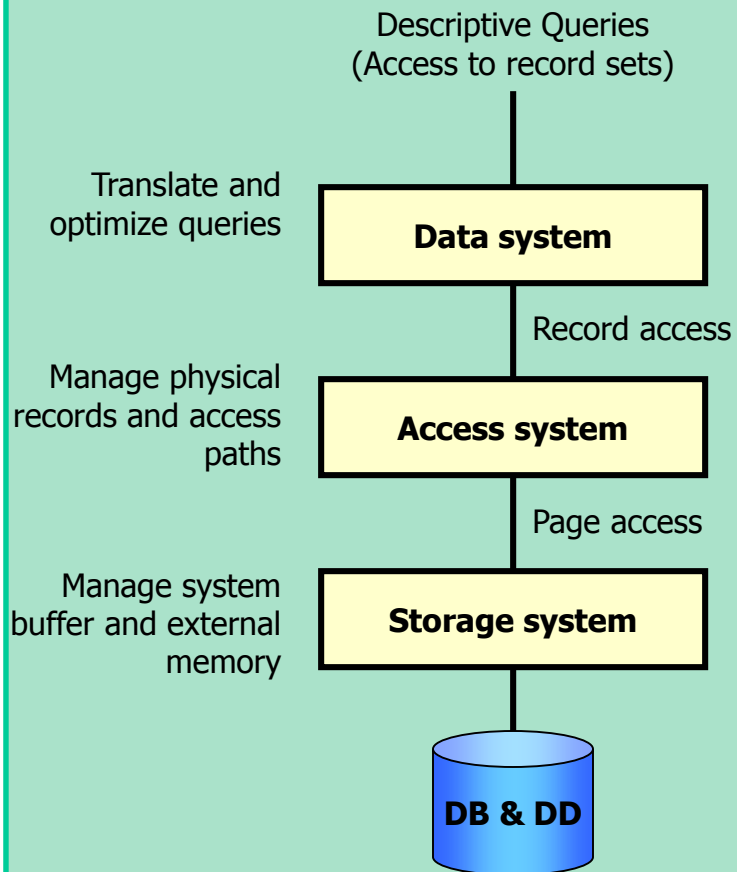 Descriptive Queries
(Access to record sets)
Translate and
optimize queries
Data system
Record access
Manage physical
records and access
paths
Access system
Page access
Manage system
buffer and external
memory
Storage system
DB & DD